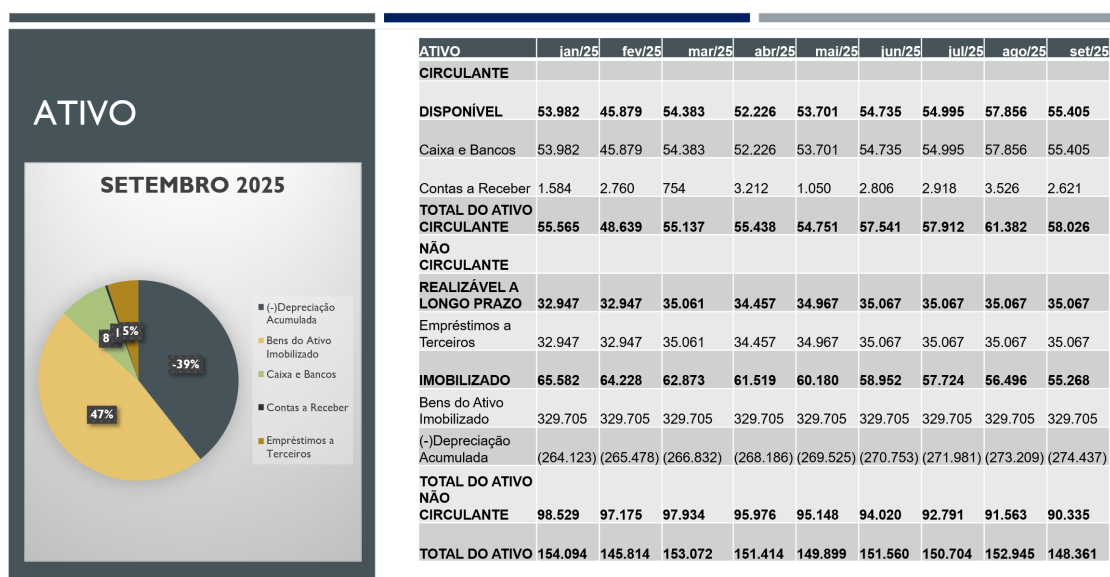 ATIVO
SETEMBRO 2025
-39%
47%
8
5%
(-)Depreciação
Acumulada
Bens do Ativo
Imobilizado
Caixa e Bancos
Contas a Receber
Empréstimos a
Terceiros
ATIVO jan/25 fev/25 mar/25 abr/25 mai/25 jun/25 jul/25 ago/25 set/25
CIRCULANTE
DISPONÍVEL 53.982 45.879 54.383 52.226 53.701 54.735 54.995 57.856 55.405
Caixa e Bancos 53.982 45.879 54.383 52.226 53.701 54.735 54.995 57.856 55.405
Contas a Receber 1.584 2.760 754 3.212 1.050 2.806 2.918 3.526 2.621
TOTAL DO ATIVO
CIRCULANTE 55.565 48.639 55.137 55.438 54.751 57.541 57.912 61.382 58.026
NÃO
CIRCULANTE
REALIZÁVEL A
LONGO PRAZO 32.947 32.947 35.061 34.457 34.967 35.067 35.067 35.067 35.067
Empréstimos a
Terceiros 32.947 32.947 35.061 34.457 34.967 35.067 35.067 35.067 35.067
IMOBILIZADO 65.582 64.228 62.873 61.519 60.180 58.952 57.724 56.496 55.268
Bens do Ativo
Imobilizado 329.705 329.705 329.705 329.705 329.705 329.705 329.705 329.705 329.705
(-)Depreciação
Acumulada (264.123) (265.478) (266.832) (268.186) (269.525) (270.753) (271.981) (273.209) (274.437)
TOTAL DO ATIVO
NÃO
CIRCULANTE 98.529 97.175 97.934 95.976 95.148 94.020 92.791 91.563 90.335
TOTAL DO ATIVO 154.094 145.814 153.072 151.414 149.899 151.560 150.704 152.945 148.361